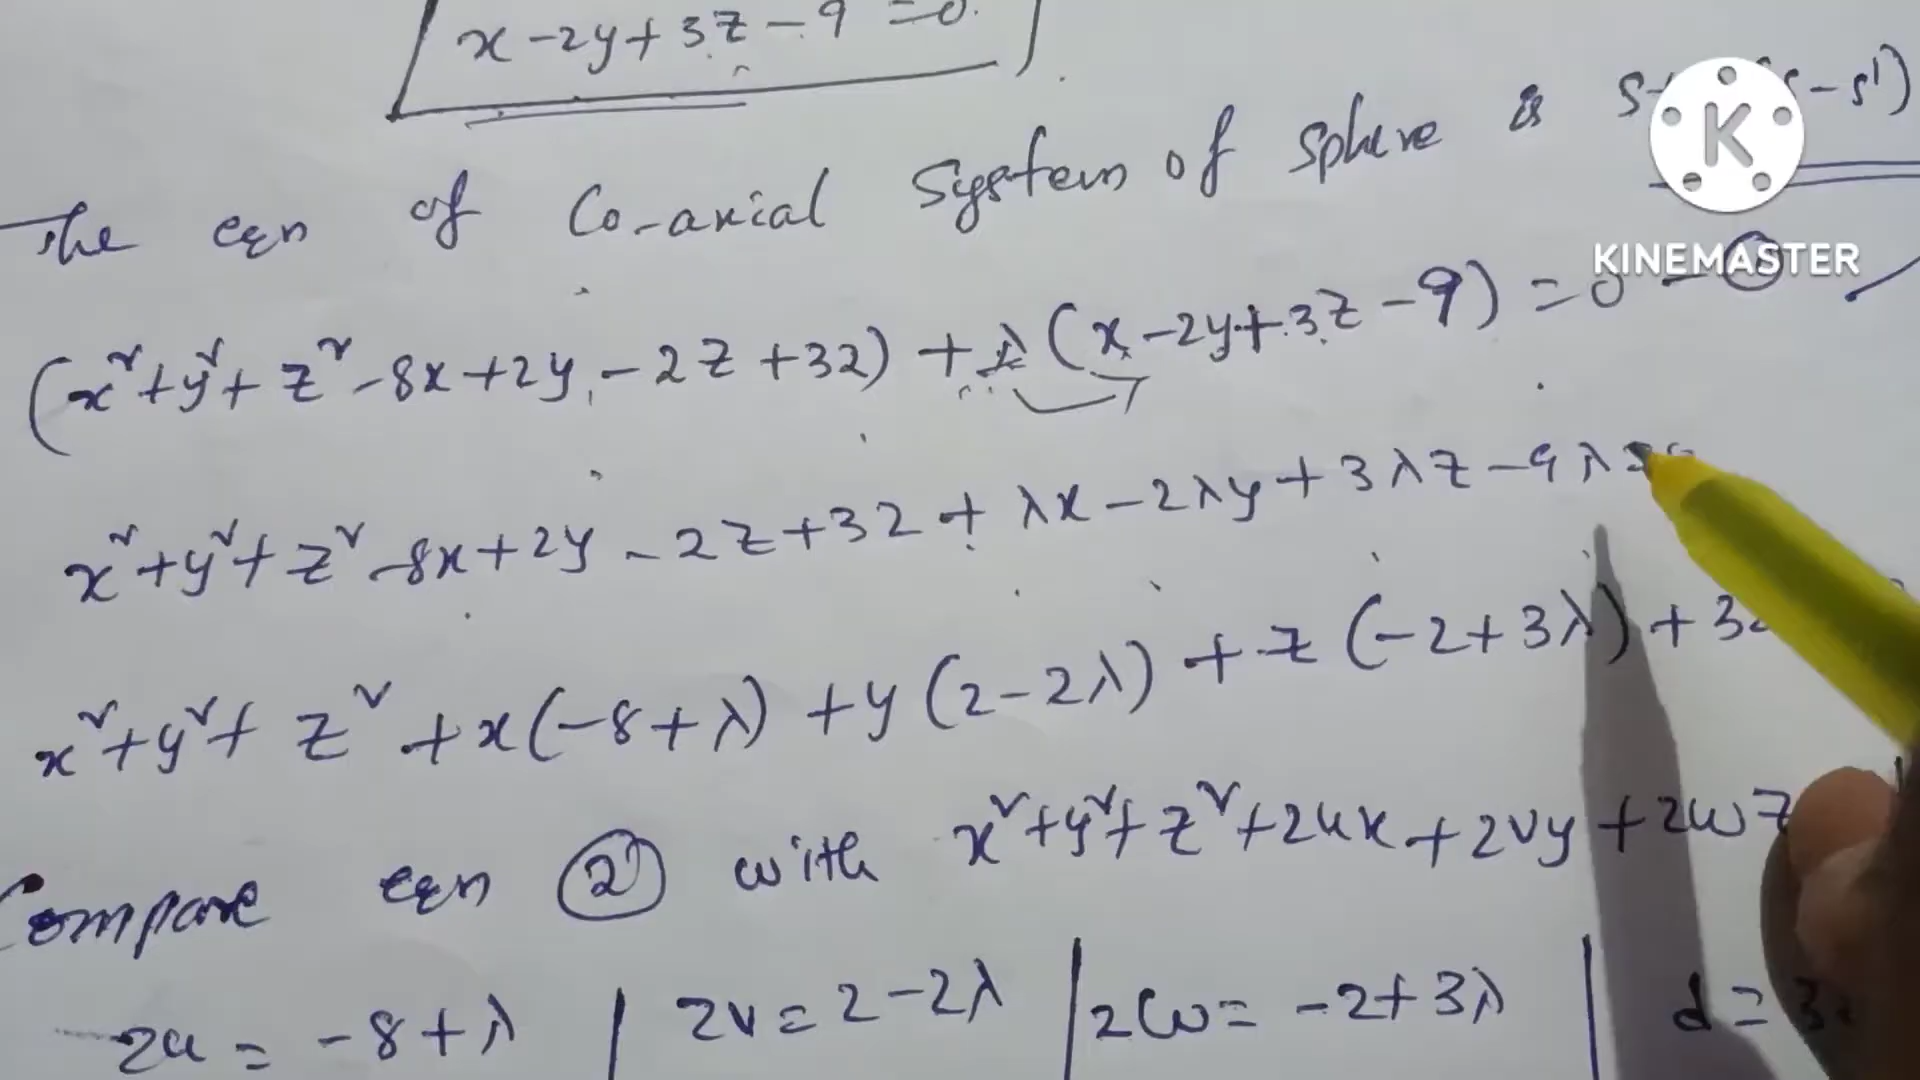 x - 2y + 3z - 9 = 0.
The eqn of Co-axial System of sphere is S - s')
(x² + y² + z² - 8x + 2y - 2z + 32) + λ(x - 2y + 3z - 9) = 0 -
KINEMASTER
x² + y² + z² - 8x + 2y - 2z + 32 + λx - 2λy + 3λz - 9λ
x² + y² + z² + x(-8 + λ) + y(2 - 2λ) + z(-2 + 3λ) + 3
Compare eqn ② with x² + y² + z² + 2ux + 2vy + 2wz
2u = -8 + λ | 2v = 2 - 2λ | 2w = -2 + 3λ | d = 3